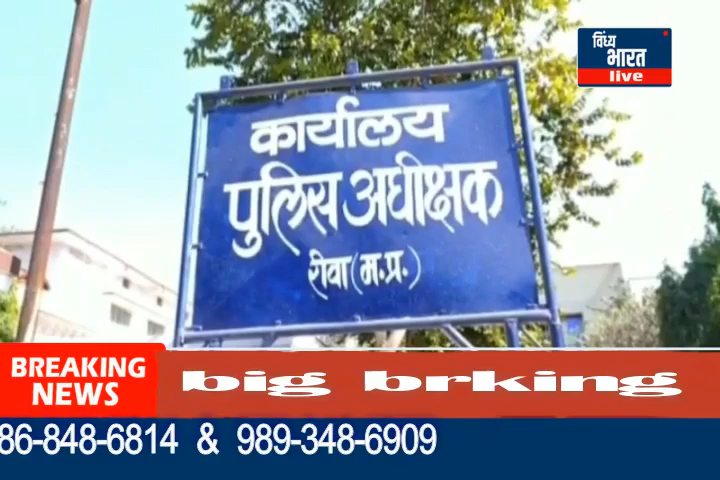 विंध्य
भारत
live
कार्यालय
पुलिस अधीक्षक
रीवा (म.प्र.)
BREAKING
NEWS
big brking
86-848-6814 & 989-348-6909